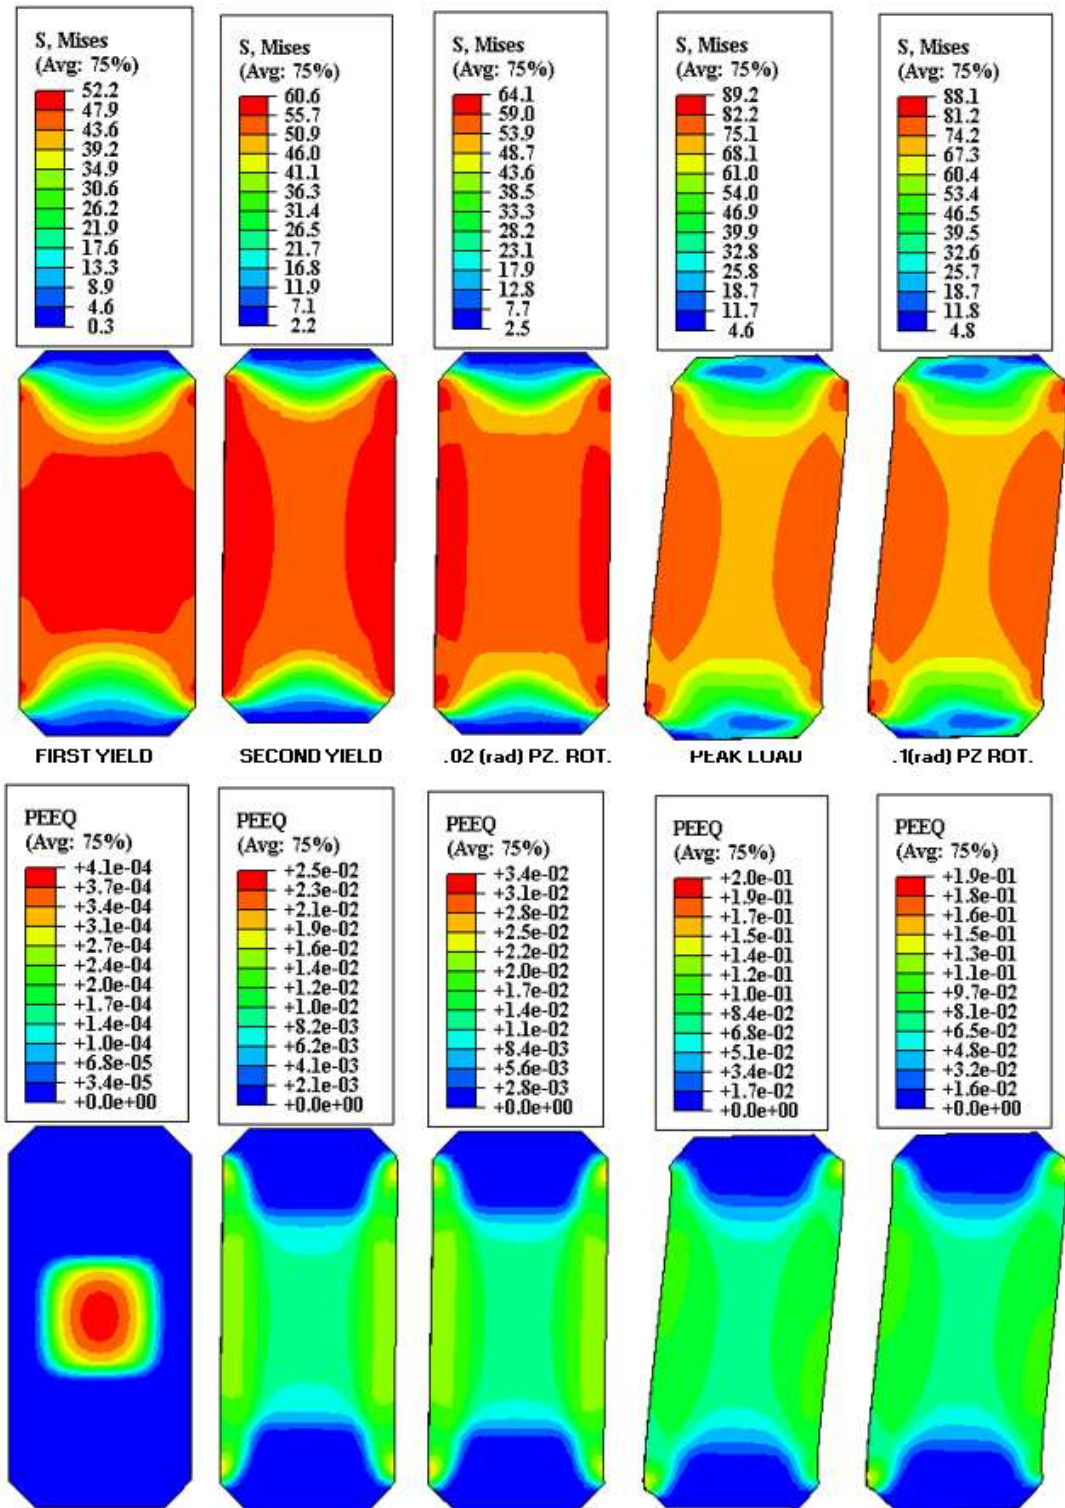 S, Mises
(Avg: 75%)
52.2
47.9
43.6
39.2
34.9
30.6
26.2
21.9
17.6
13.3
8.9
4.6
0.3
S, Mises
(Avg: 75%)
60.6
55.7
50.9
46.0
41.1
36.3
31.4
26.5
21.7
16.8
11.9
7.1
2.2
S, Mises
(Avg: 75%)
64.1
59.0
53.9
48.7
43.6
38.5
33.3
28.2
23.1
17.9
12.8
7.7
2.5
S, Mises
(Avg: 75%)
89.2
82.2
75.1
68.1
61.0
54.0
46.9
39.9
32.8
25.8
18.7
11.7
4.6
S, Mises
(Avg: 75%)
88.1
81.2
74.2
67.3
60.4
53.4
46.5
39.5
32.6
25.7
18.7
11.8
4.8
FIRST YIELD
SECOND YIELD
.02 (rad) PZ. ROT.
PEAK LOAD
.1(rad) PZ ROT.
PEEQ
(Avg: 75%)
+4.1e-04
+3.7e-04
+3.4e-04
+3.1e-04
+2.7e-04
+2.4e-04
+2.0e-04
+1.7e-04
+1.4e-04
+1.0e-04
+6.8e-05
+3.4e-05
+0.0e+00
PEEQ
(Avg: 75%)
+2.5e-02
+2.3e-02
+2.1e-02
+1.9e-02
+1.6e-02
+1.4e-02
+1.2e-02
+1.0e-02
+8.2e-03
+6.2e-03
+4.1e-03
+2.1e-03
+0.0e+00
PEEQ
(Avg: 75%)
+3.4e-02
+3.1e-02
+2.8e-02
+2.5e-02
+2.2e-02
+2.0e-02
+1.7e-02
+1.4e-02
+1.1e-02
+8.4e-03
+5.6e-03
+2.8e-03
+0.0e+00
PEEQ
(Avg: 75%)
+2.0e-01
+1.9e-01
+1.7e-01
+1.5e-01
+1.4e-01
+1.2e-01
+1.0e-01
+8.4e-02
+6.8e-02
+5.1e-02
+3.4e-02
+1.7e-02
+0.0e+00
PEEQ
(Avg: 75%)
+1.9e-01
+1.8e-01
+1.6e-01
+1.5e-01
+1.3e-01
+1.1e-01
+9.7e-02
+8.1e-02
+6.5e-02
+4.8e-02
+3.2e-02
+1.6e-02
+0.0e+00